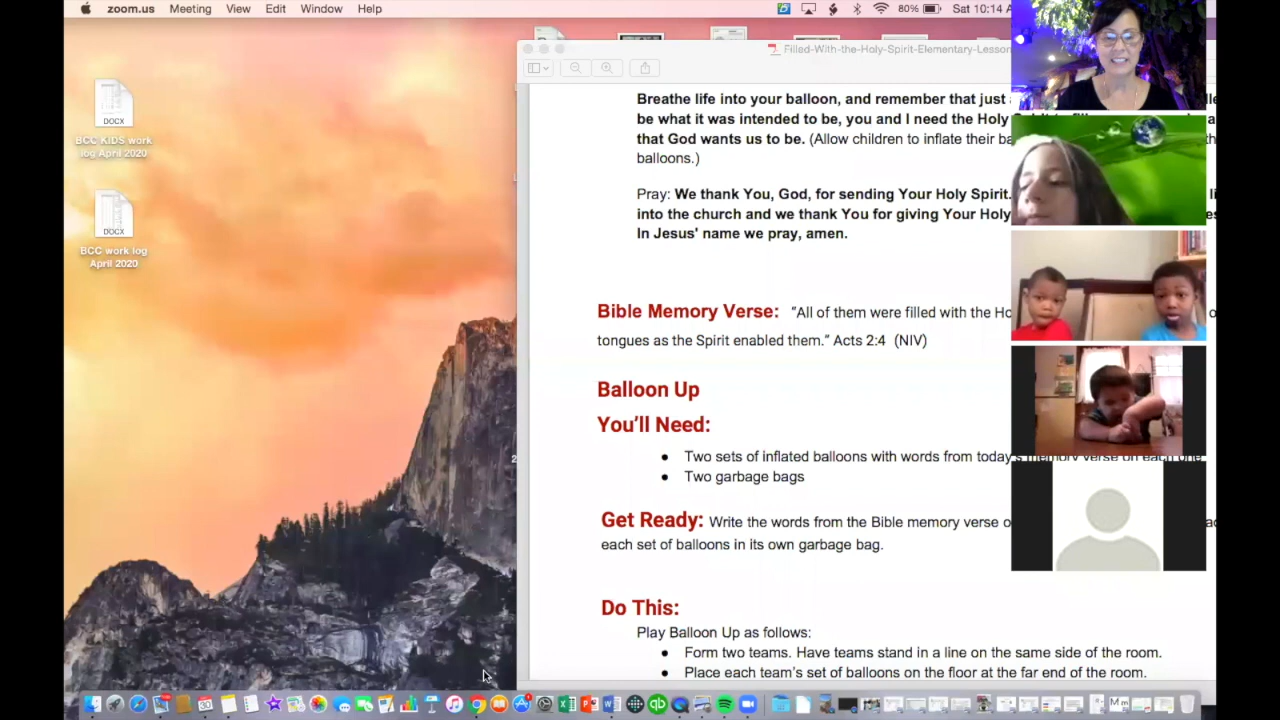 zoom.us Meeting View Edit Window Help 80% Sat 10:14
Filled-With-the-Holy-Spirit-Elementary-Lesson
DOCX
BCC KIDS work
log April 2020
DOCX
BCC work log
April 2020
Breathe life into your balloon, and remember that just
be what it was intended to be, you and I need the Holy
that God wants us to be. (Allow children to inflate their
balloons.)
Pray: We thank You, God, for sending Your Holy Spirit.
into the church and we thank You for giving Your Holy
In Jesus' name we pray, amen.
Bible Memory Verse: "All of them were filled with the
tongues as the Spirit enabled them." Acts 2:4 (NIV)
Balloon Up
You'll Need:
● Two sets of inflated balloons with words from today's memory verse on each one
● Two garbage bags
Get Ready: Write the words from the Bible memory verse
each set of balloons in its own garbage bag.
Do This:
Play Balloon Up as follows:
● Form two teams. Have teams stand in a line on the same side of the room.
● Place each team's set of balloons on the floor at the far end of the room.